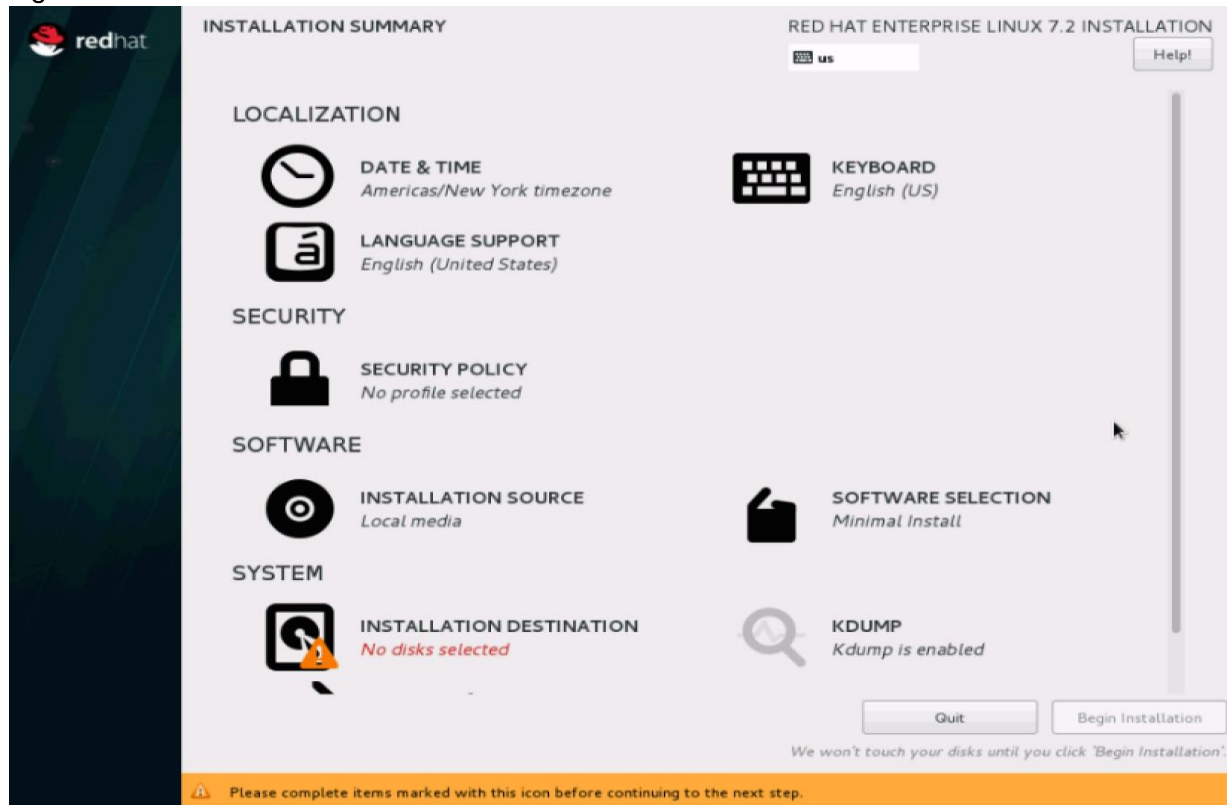 redhat
INSTALLATION SUMMARY
RED HAT ENTERPRISE LINUX 7.2 INSTALLATION
us
Help!
LOCALIZATION
DATE & TIME
Americas/New York timezone
KEYBOARD
English (US)
á
LANGUAGE SUPPORT
English (United States)
SECURITY
SECURITY POLICY
No profile selected
SOFTWARE
INSTALLATION SOURCE
Local media
SOFTWARE SELECTION
Minimal Install
SYSTEM
INSTALLATION DESTINATION
No disks selected
KDUMP
Kdump is enabled
Quit
Begin Installation
We won't touch your disks until you click 'Begin Installation'.
Please complete items marked with this icon before continuing to the next step.